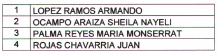 1 LOPEZ RAMOS ARMANDO
2 OCAMPO ARAIZA SHEILA NAYELI
3 PALMA REYES MARIA MONSERRAT
4 ROJAS CHAVARRIA JUAN